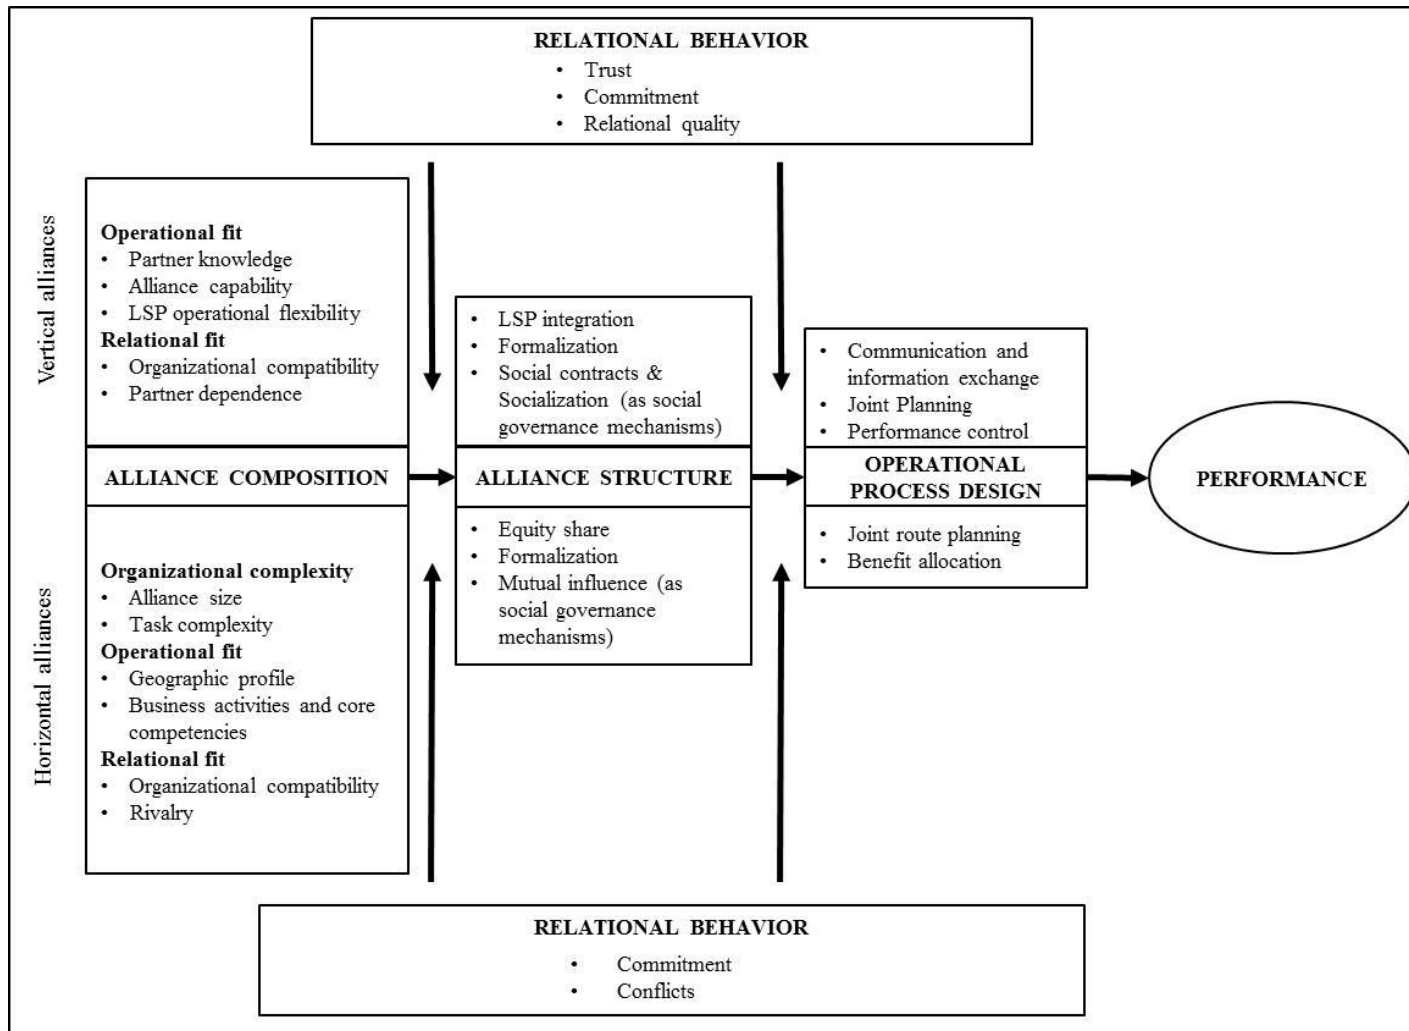 RELATIONAL BEHAVIOR
• Trust
• Commitment
• Relational quality
Vertical alliances
Operational fit
• Partner knowledge
• Alliance capability
• LSP operational flexibility
Relational fit
• Organizational compatibility
• Partner dependence
• LSP integration
• Formalization
• Social contracts &
Socialization (as social
governance mechanisms)
• Communication and
information exchange
• Joint Planning
• Performance control
ALLIANCE COMPOSITION
ALLIANCE STRUCTURE
OPERATIONAL
PROCESS DESIGN
PERFORMANCE
Horizontal alliances
Organizational complexity
• Alliance size
• Task complexity
Operational fit
• Geographic profile
• Business activities and core
competencies
Relational fit
• Organizational compatibility
• Rivalry
• Equity share
• Formalization
• Mutual influence (as
social governance
mechanisms)
• Joint route planning
• Benefit allocation
RELATIONAL BEHAVIOR
• Commitment
• Conflicts